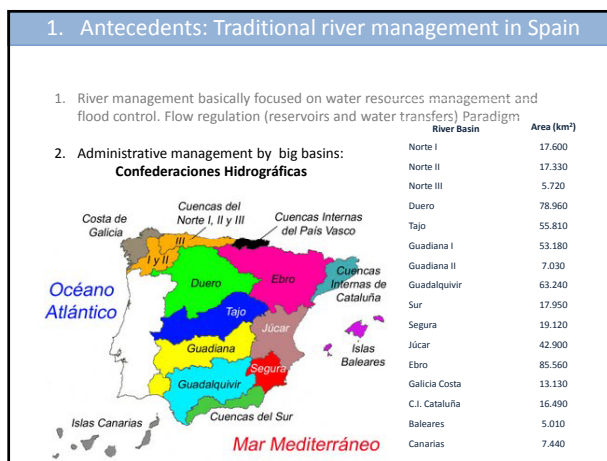 1. Antecedents: Traditional river management in Spain
1. River management basically focused on water resources management and
flood control. Flow regulation (reservoirs and water transfers) Paradigm
2. Administrative management by big basins:
Confederaciones Hidrográficas
River Basin Area (km²)
Norte I 17.600
Norte II 17.330
Norte III 5.720
Duero 78.960
Tajo 55.810
Guadiana I 53.180
Guadiana II 7.030
Guadalquivir 63.240
Sur 17.950
Segura 19.120
Júcar 42.900
Ebro 85.560
Galicia Costa 13.130
C.I. Cataluña 16.490
Baleares 5.010
Canarias 7.440
Costa de
Galicia
Cuencas del
Norte I, II y III
Cuencas Internas
del País Vasco
III
I y II
Duero
Ebro
Cuencas
Internas de
Cataluña
Océano
Atlántico
Tajo
Júcar
Islas
Baleares
Guadiana
Segura
Guadalquivir
Cuencas del Sur
Islas Canarias
Mar Mediterráneo